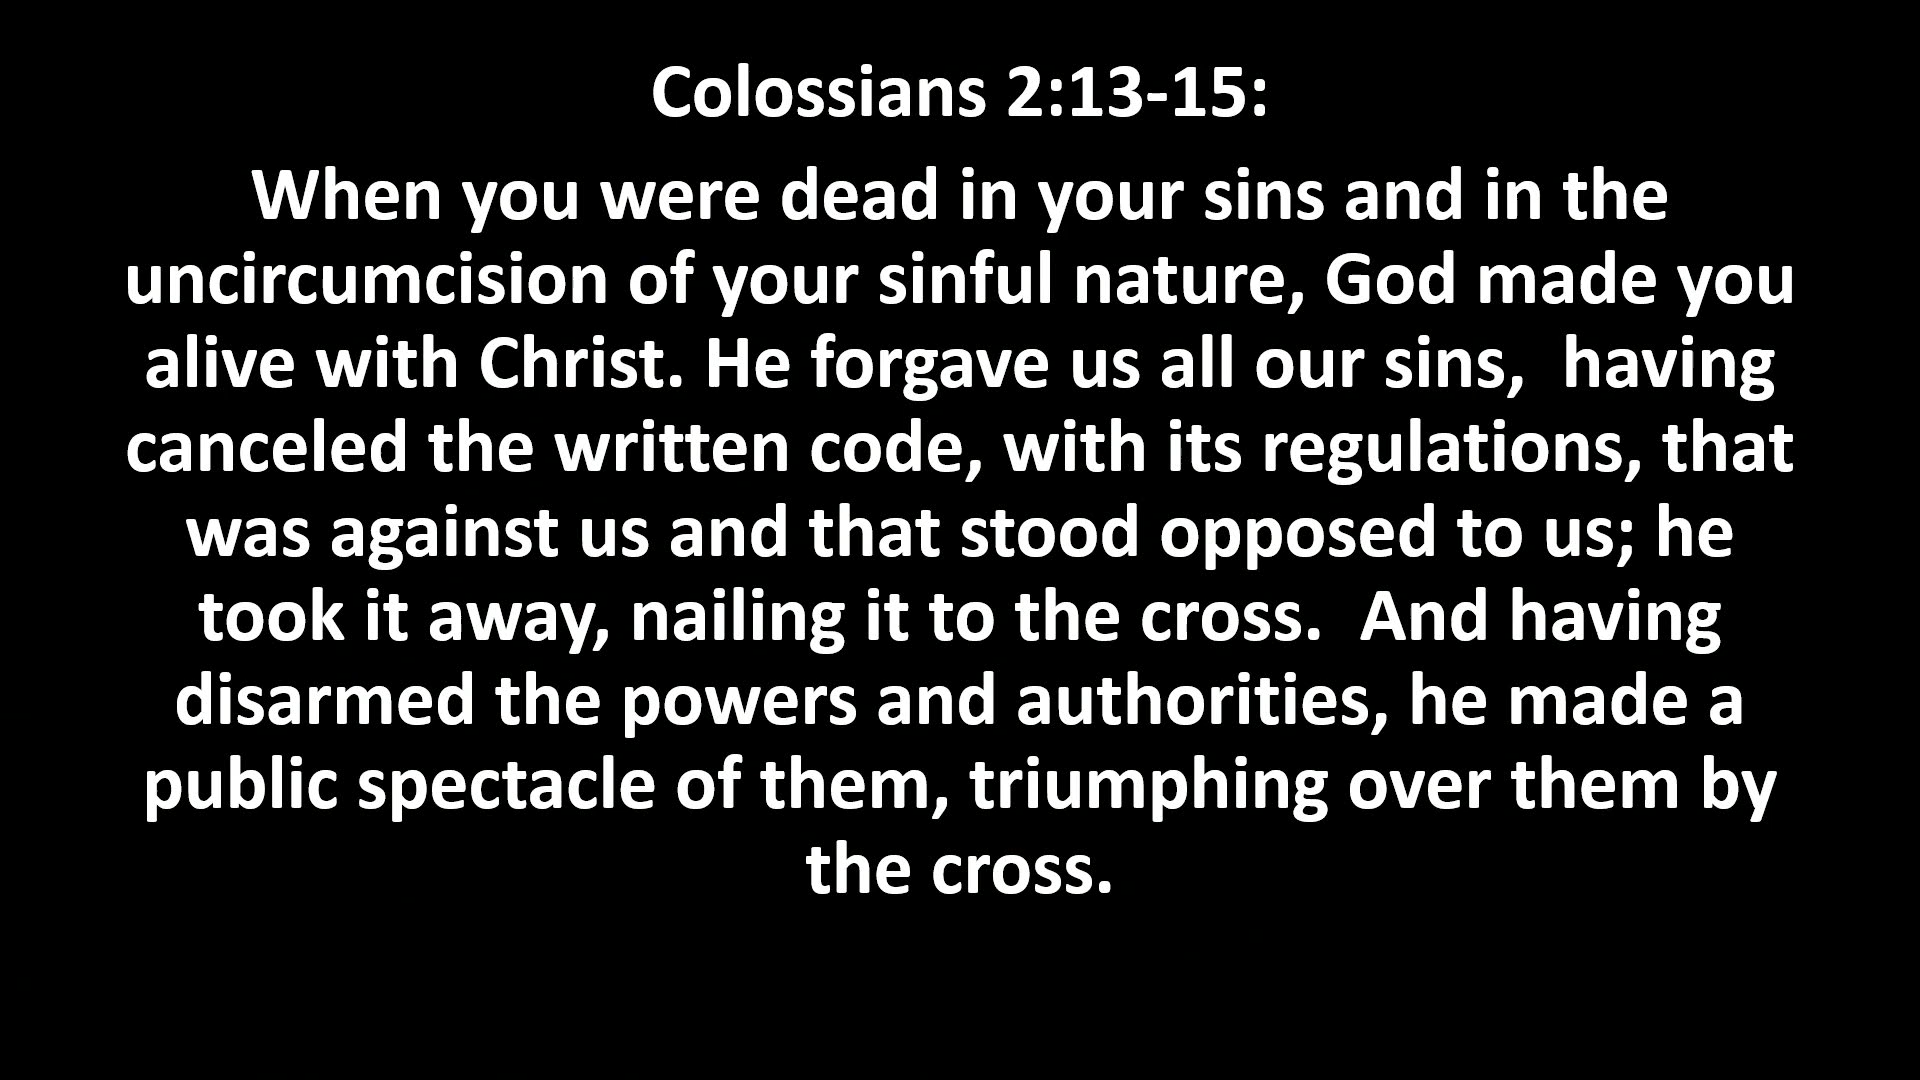 Colossians 2:13-15:
When you were dead in your sins and in the
uncircumcision of your sinful nature, God made you
alive with Christ. He forgave us all our sins,  having
canceled the written code, with its regulations, that
was against us and that stood opposed to us; he
took it away, nailing it to the cross.  And having
disarmed the powers and authorities, he made a
public spectacle of them, triumphing over them by
the cross.